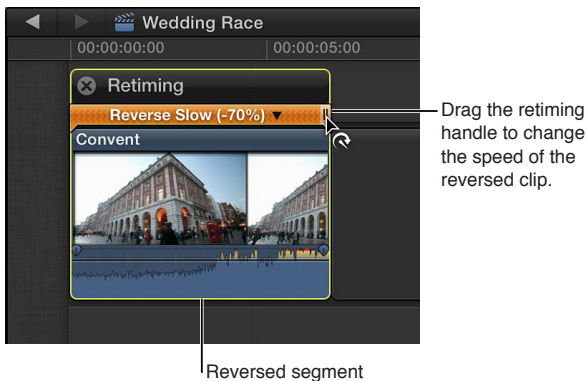 Wedding Race
00:00:00:00
00:00:05:00
Retiming
Reverse Slow (-70%)
Drag the retiming
handle to change
the speed of the
reversed clip.
Convent
Reversed segment